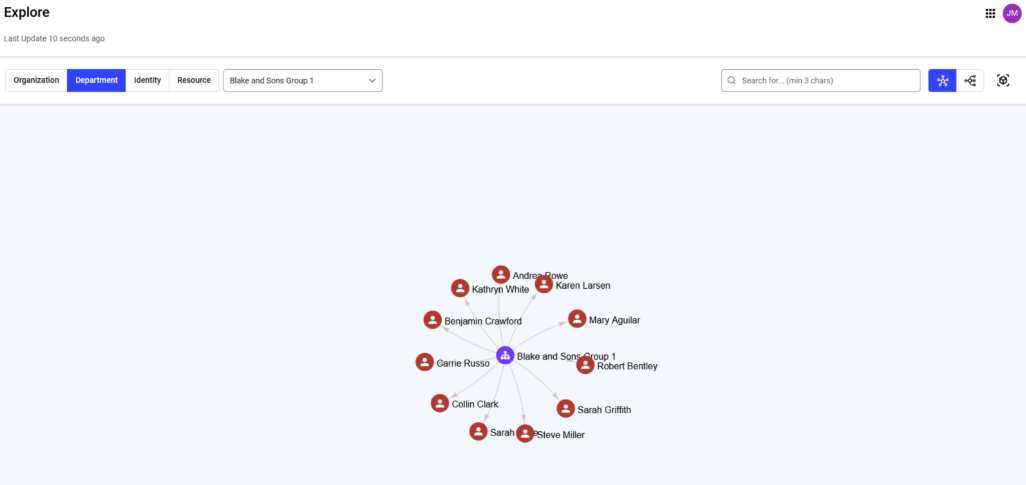 Explore
JM
Last Update 10 seconds ago
Organization
Department
Identity
Resource
Blake and Sons Group 1
Search for... (min 3 chars)
Andrea Rowe
Kathryn White
Karen Larsen
Benjamin Crawford
Mary Aguilar
Blake and Sons Group 1
Carrie Russo
Robert Bentley
Collin Clark
Sarah Griffith
Sarah
Steve Miller